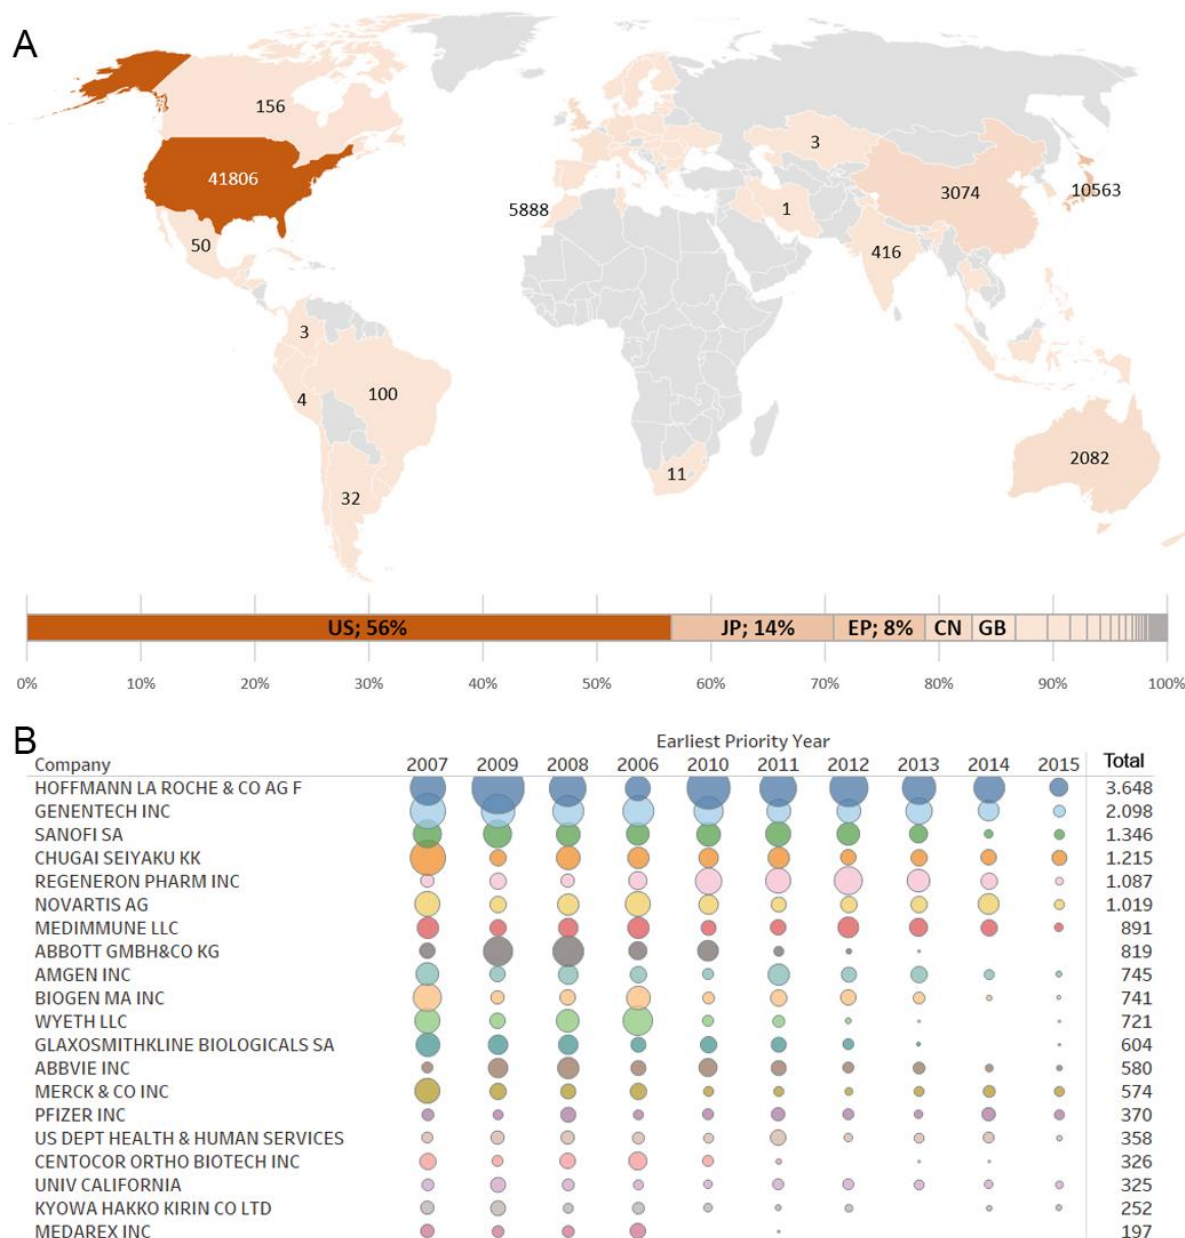 A
156
3
41806
3074
10563
5888
1
50
416
3
4
100
2082
11
32
US; 56%
JP; 14%
EP; 8%
CN
GB
0%
10%
20%
30%
40%
50%
60%
70%
80%
90%
100%
B
Earliest Priority Year
Company 2007 2009 2008 2006 2010 2011 2012 2013 2014 2015 Total
HOFFMANN LA ROCHE & CO AG F 3.648
GENENTECH INC 2.098
SANOFI SA 1.346
CHUGAI SEIYAKU KK 1.215
REGENERON PHARM INC 1.087
NOVARTIS AG 1.019
MEDIMMUNE LLC 891
ABBOTT GMBH&CO KG 819
AMGEN INC 745
BIOGEN MA INC 741
WYETH LLC 721
GLAXOSMITHKLINE BIOLOGICALS SA 604
ABBVIE INC 580
MERCK & CO INC 574
PFIZER INC 370
US DEPT HEALTH & HUMAN SERVICES 358
CENTOCOR ORTHO BIOTECH INC 326
UNIV CALIFORNIA 325
KYOWA HAKKO KIRIN CO LTD 252
MEDAREX INC 197